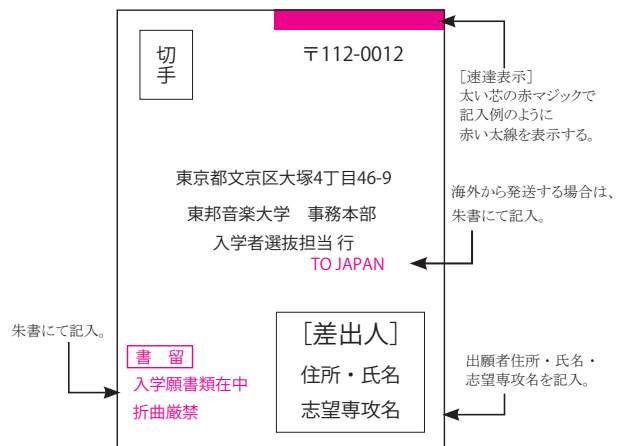 切
手
〒112-0012
[速達表示]
太い芯の赤マジックで
記入例のように
赤い太線を表示する。
東京都文京区大塚4丁目46-9
東邦音楽大学　事務本部
入学者選抜担当 行
TO JAPAN
海外から発送する場合は、
朱書にて記入。
朱書にて記入。
書　留
入学願書類在中
折曲厳禁
［差出人］
住所・氏名
志望専攻名
出願者住所・氏名・
志望専攻名を記入。